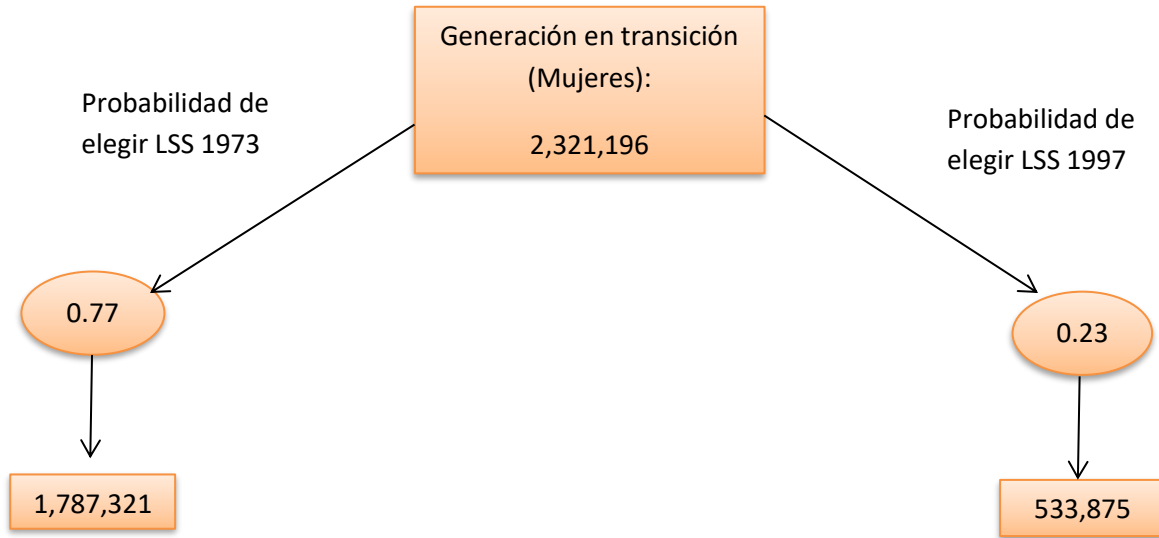 Generación en transición
(Mujeres):
2,321,196
Probabilidad de
elegir LSS 1973
Probabilidad de
elegir LSS 1997
0.77
0.23
1,787,321
533,875